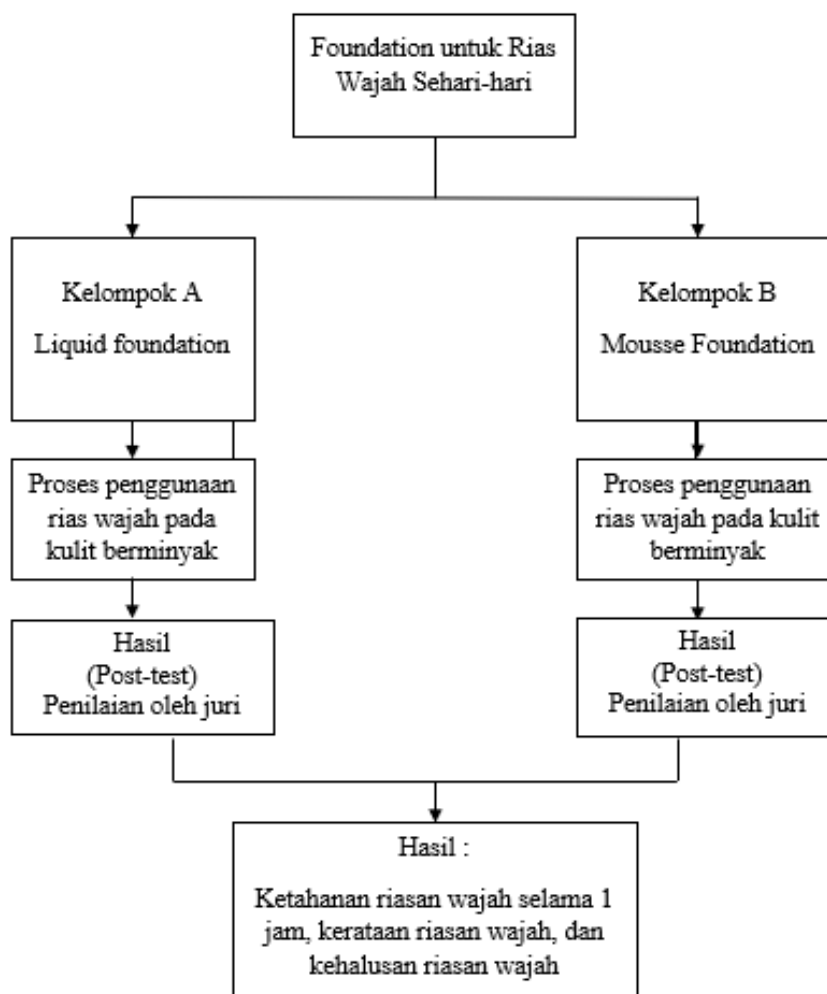 Foundation untuk Rias
Wajah Sehari-hari
Kelompok A
Liquid foundation
Kelompok B
Mousse Foundation
Proses penggunaan
rias wajah pada
kulit berminyak
Proses penggunaan
rias wajah pada kulit
berminyak
Hasil
(Post-test)
Penilaian oleh juri
Hasil
(Post-test)
Penilaian oleh juri
Hasil :
Ketahanan riasan wajah selama 1
jam, kerataan riasan wajah, dan
kehalusan riasan wajah